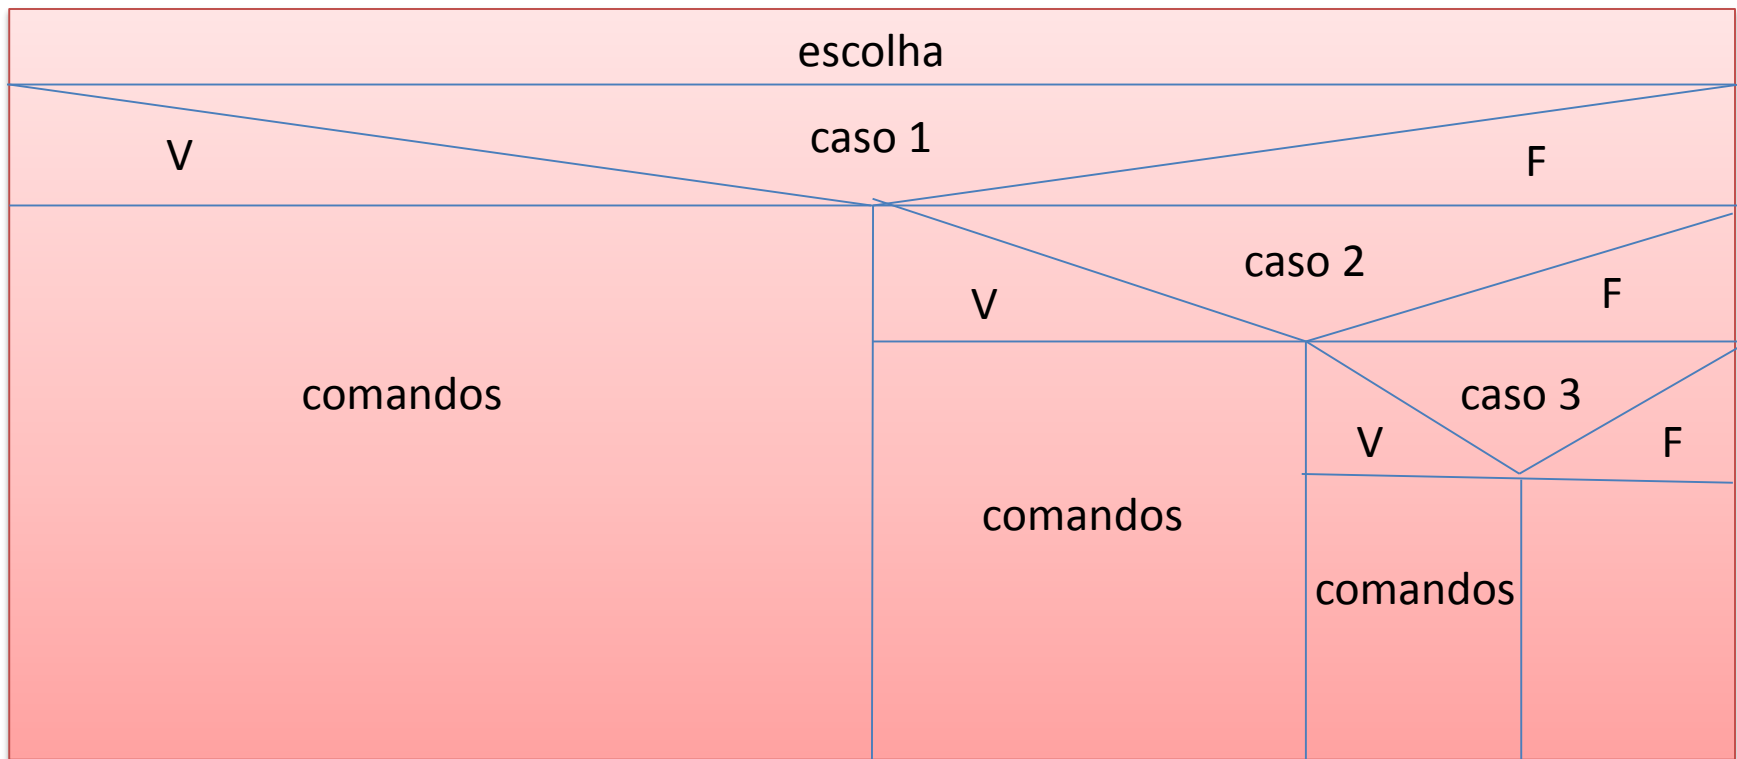 escolha
caso 1
V
F
caso 2
V
F
comandos
caso 3
V
F
comandos
comandos